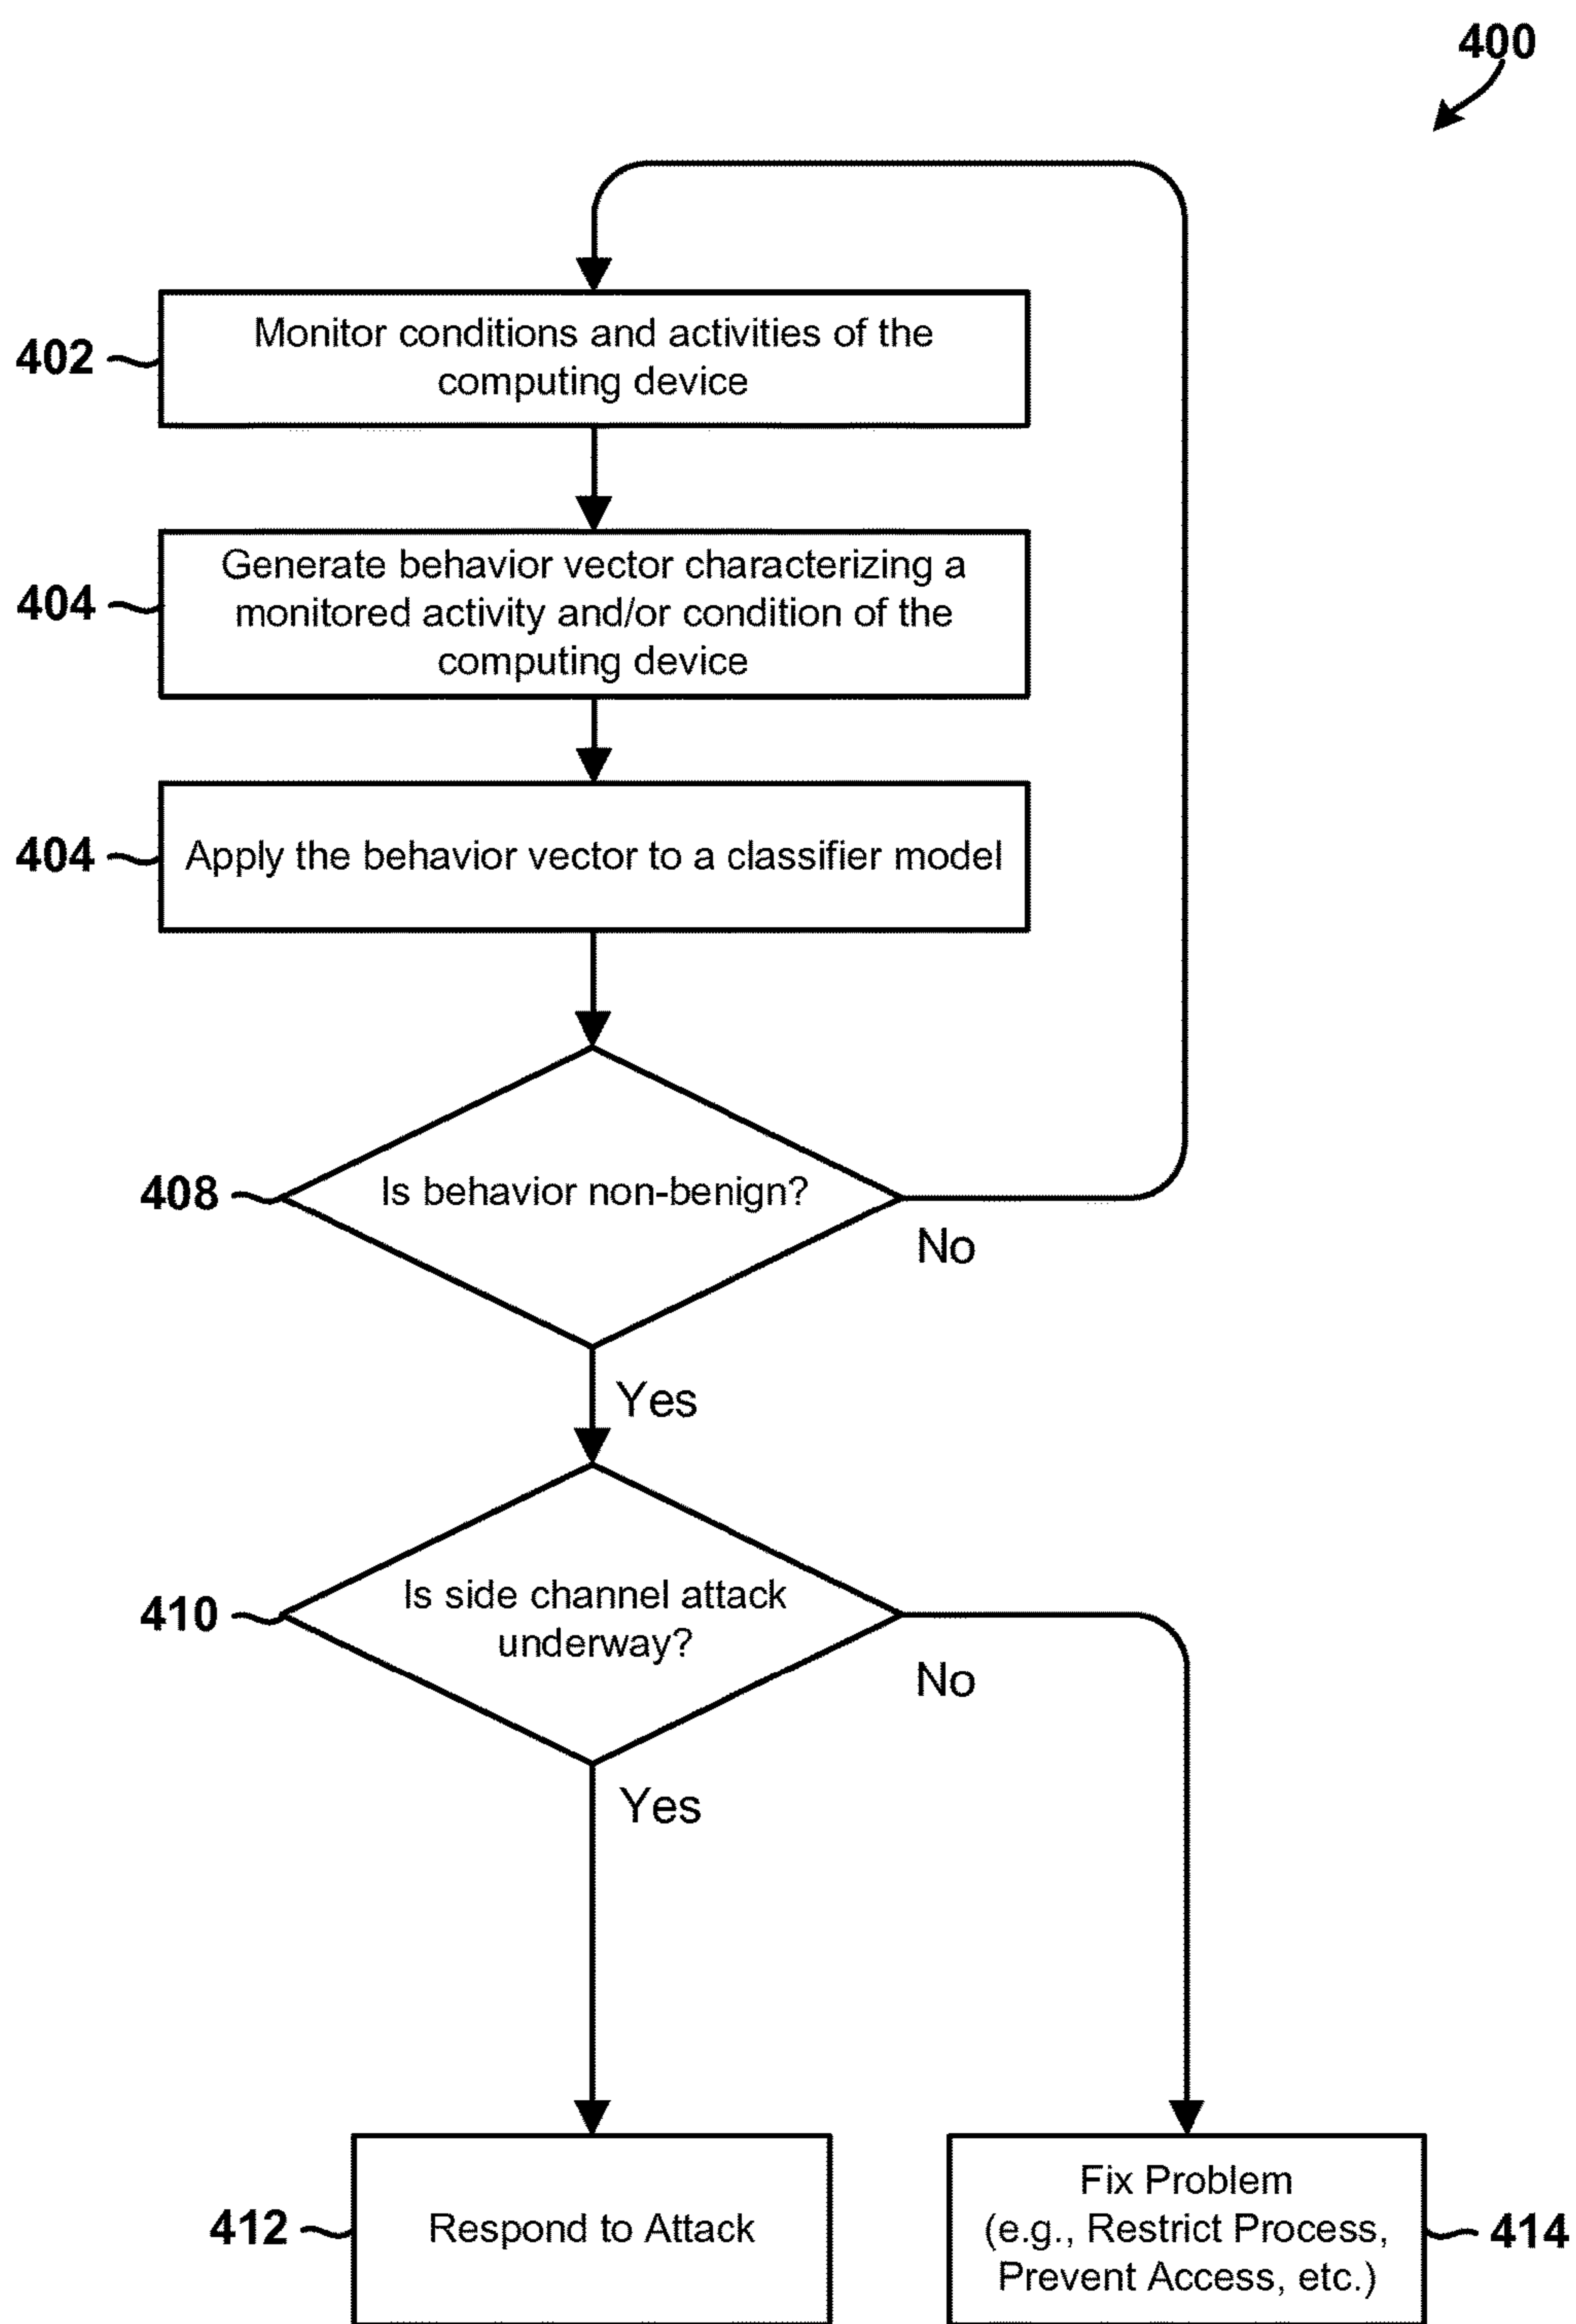 400
402
Monitor conditions and activities of the
computing device
404
Generate behavior vector characterizing a
monitored activity and/or condition of the
computing device
404
Apply the behavior vector to a classifier model
408
Is behavior non-benign?
No
Yes
410
Is side channel attack
underway?
No
Yes
412
Respond to Attack
Fix Problem
(e.g., Restrict Process,
Prevent Access, etc.)
414